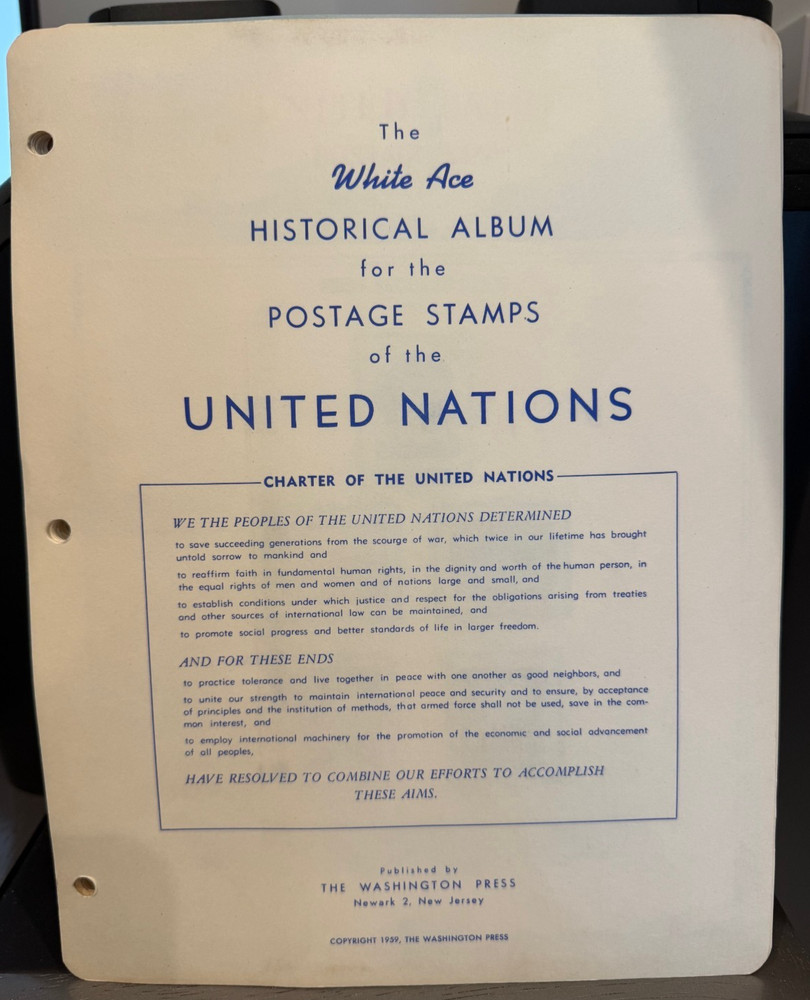 The
White Ace
HISTORICAL ALBUM
for the
POSTAGE STAMPS
of the
UNITED NATIONS
CHARTER OF THE UNITED NATIONS
WE THE PEOPLES OF THE UNITED NATIONS DETERMINED
to save succeeding generations from the scourge of war, which twice in our lifetime has brought
untold sorrow to mankind and
to reaffirm faith in fundamental human rights, in the dignity and worth of the human person, in
the equal rights of men and women and of nations large and small, and
to establish conditions under which justice and respect for the obligations arising from treaties
and other sources of international law can be maintained, and
to promote social progress and better standards of life in larger freedom.
AND FOR THESE ENDS
to practice tolerance and live together in peace with one another as good neighbors, and
to unite our strength to maintain international peace and security and to ensure, by acceptance
of principles and the institution of methods, that armed force shall not be used, save in the com-
mon interest, and
to employ international machinery for the promotion of the economic and social advancement
of all peoples,
HAVE RESOLVED TO COMBINE OUR EFFORTS TO ACCOMPLISH
THESE AIMS.
Published by
THE WASHINGTON PRESS
Newark 2, New Jersey
COPYRIGHT 1959, THE WASHINGTON PRESS